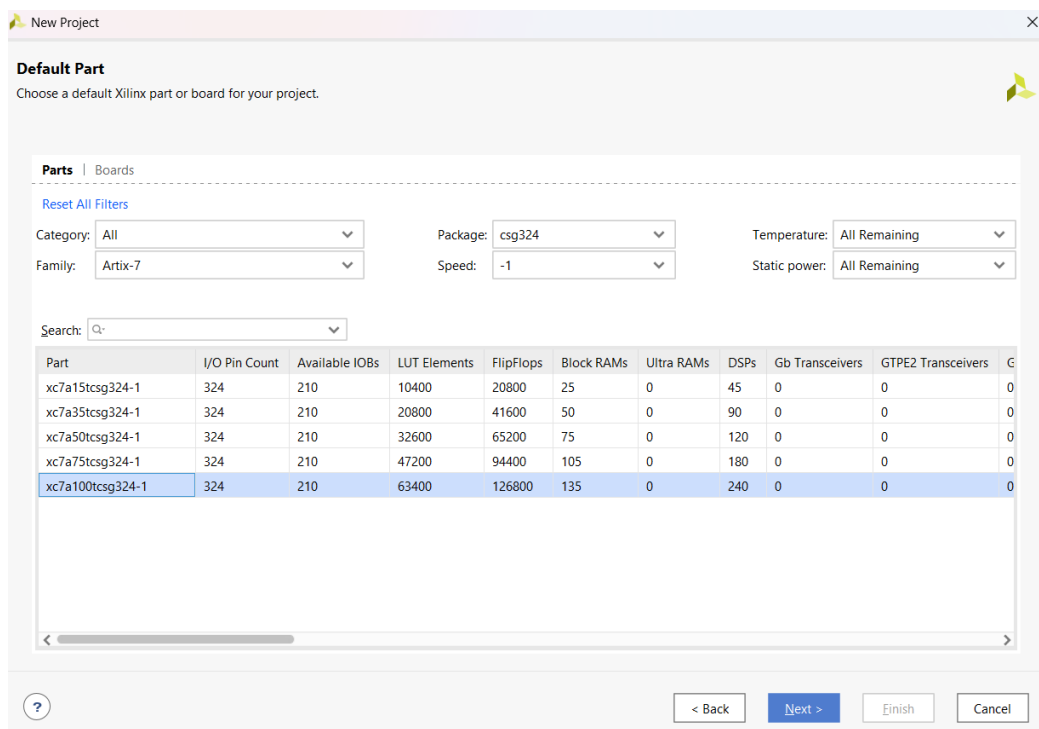 New Project
Default Part
Choose a default Xilinx part or board for your project.
Parts | Boards
Reset All Filters
Category: All Package: csg324 Temperature: All Remaining
Family: Artix-7 Speed: -1 Static power: All Remaining
Search:
Part I/O Pin Count Available IOBs LUT Elements FlipFlops Block RAMs Ultra RAMs DSPs Gb Transceivers GTPE2 Transceivers G
xc7a15tcsg324-1 324 210 10400 20800 25 0 45 0 0 0
xc7a35tcsg324-1 324 210 20800 41600 50 0 90 0 0 0
xc7a50tcsg324-1 324 210 32600 65200 75 0 120 0 0 0
xc7a75tcsg324-1 324 210 47200 94400 105 0 180 0 0 0
xc7a100tcsg324-1 324 210 63400 126800 135 0 240 0 0 0
? < Back Next > Finish Cancel